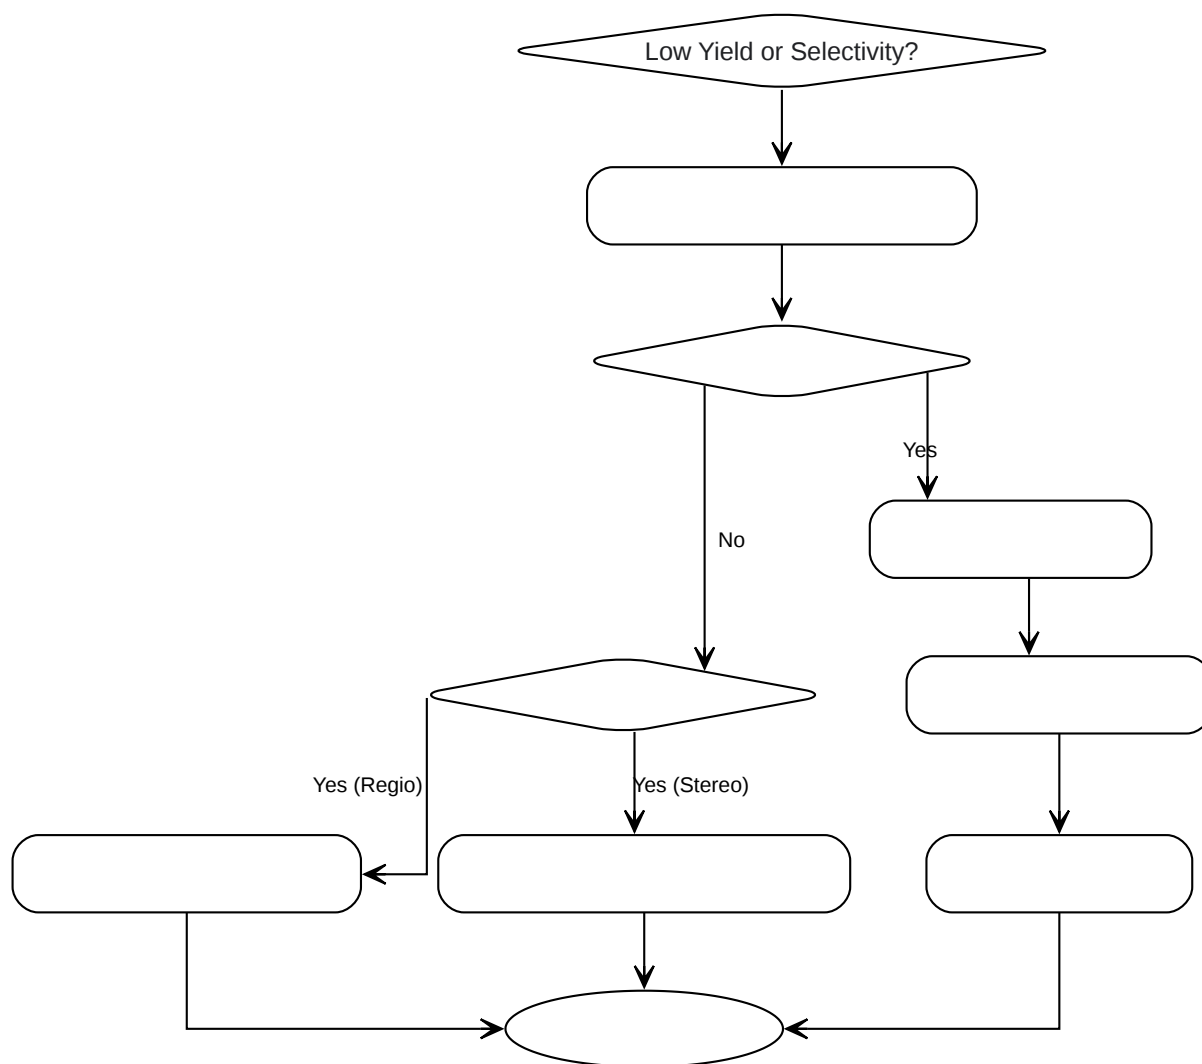 Low Yield or Selectivity?
Yes
No
Yes (Regio)
Yes (Stereo)